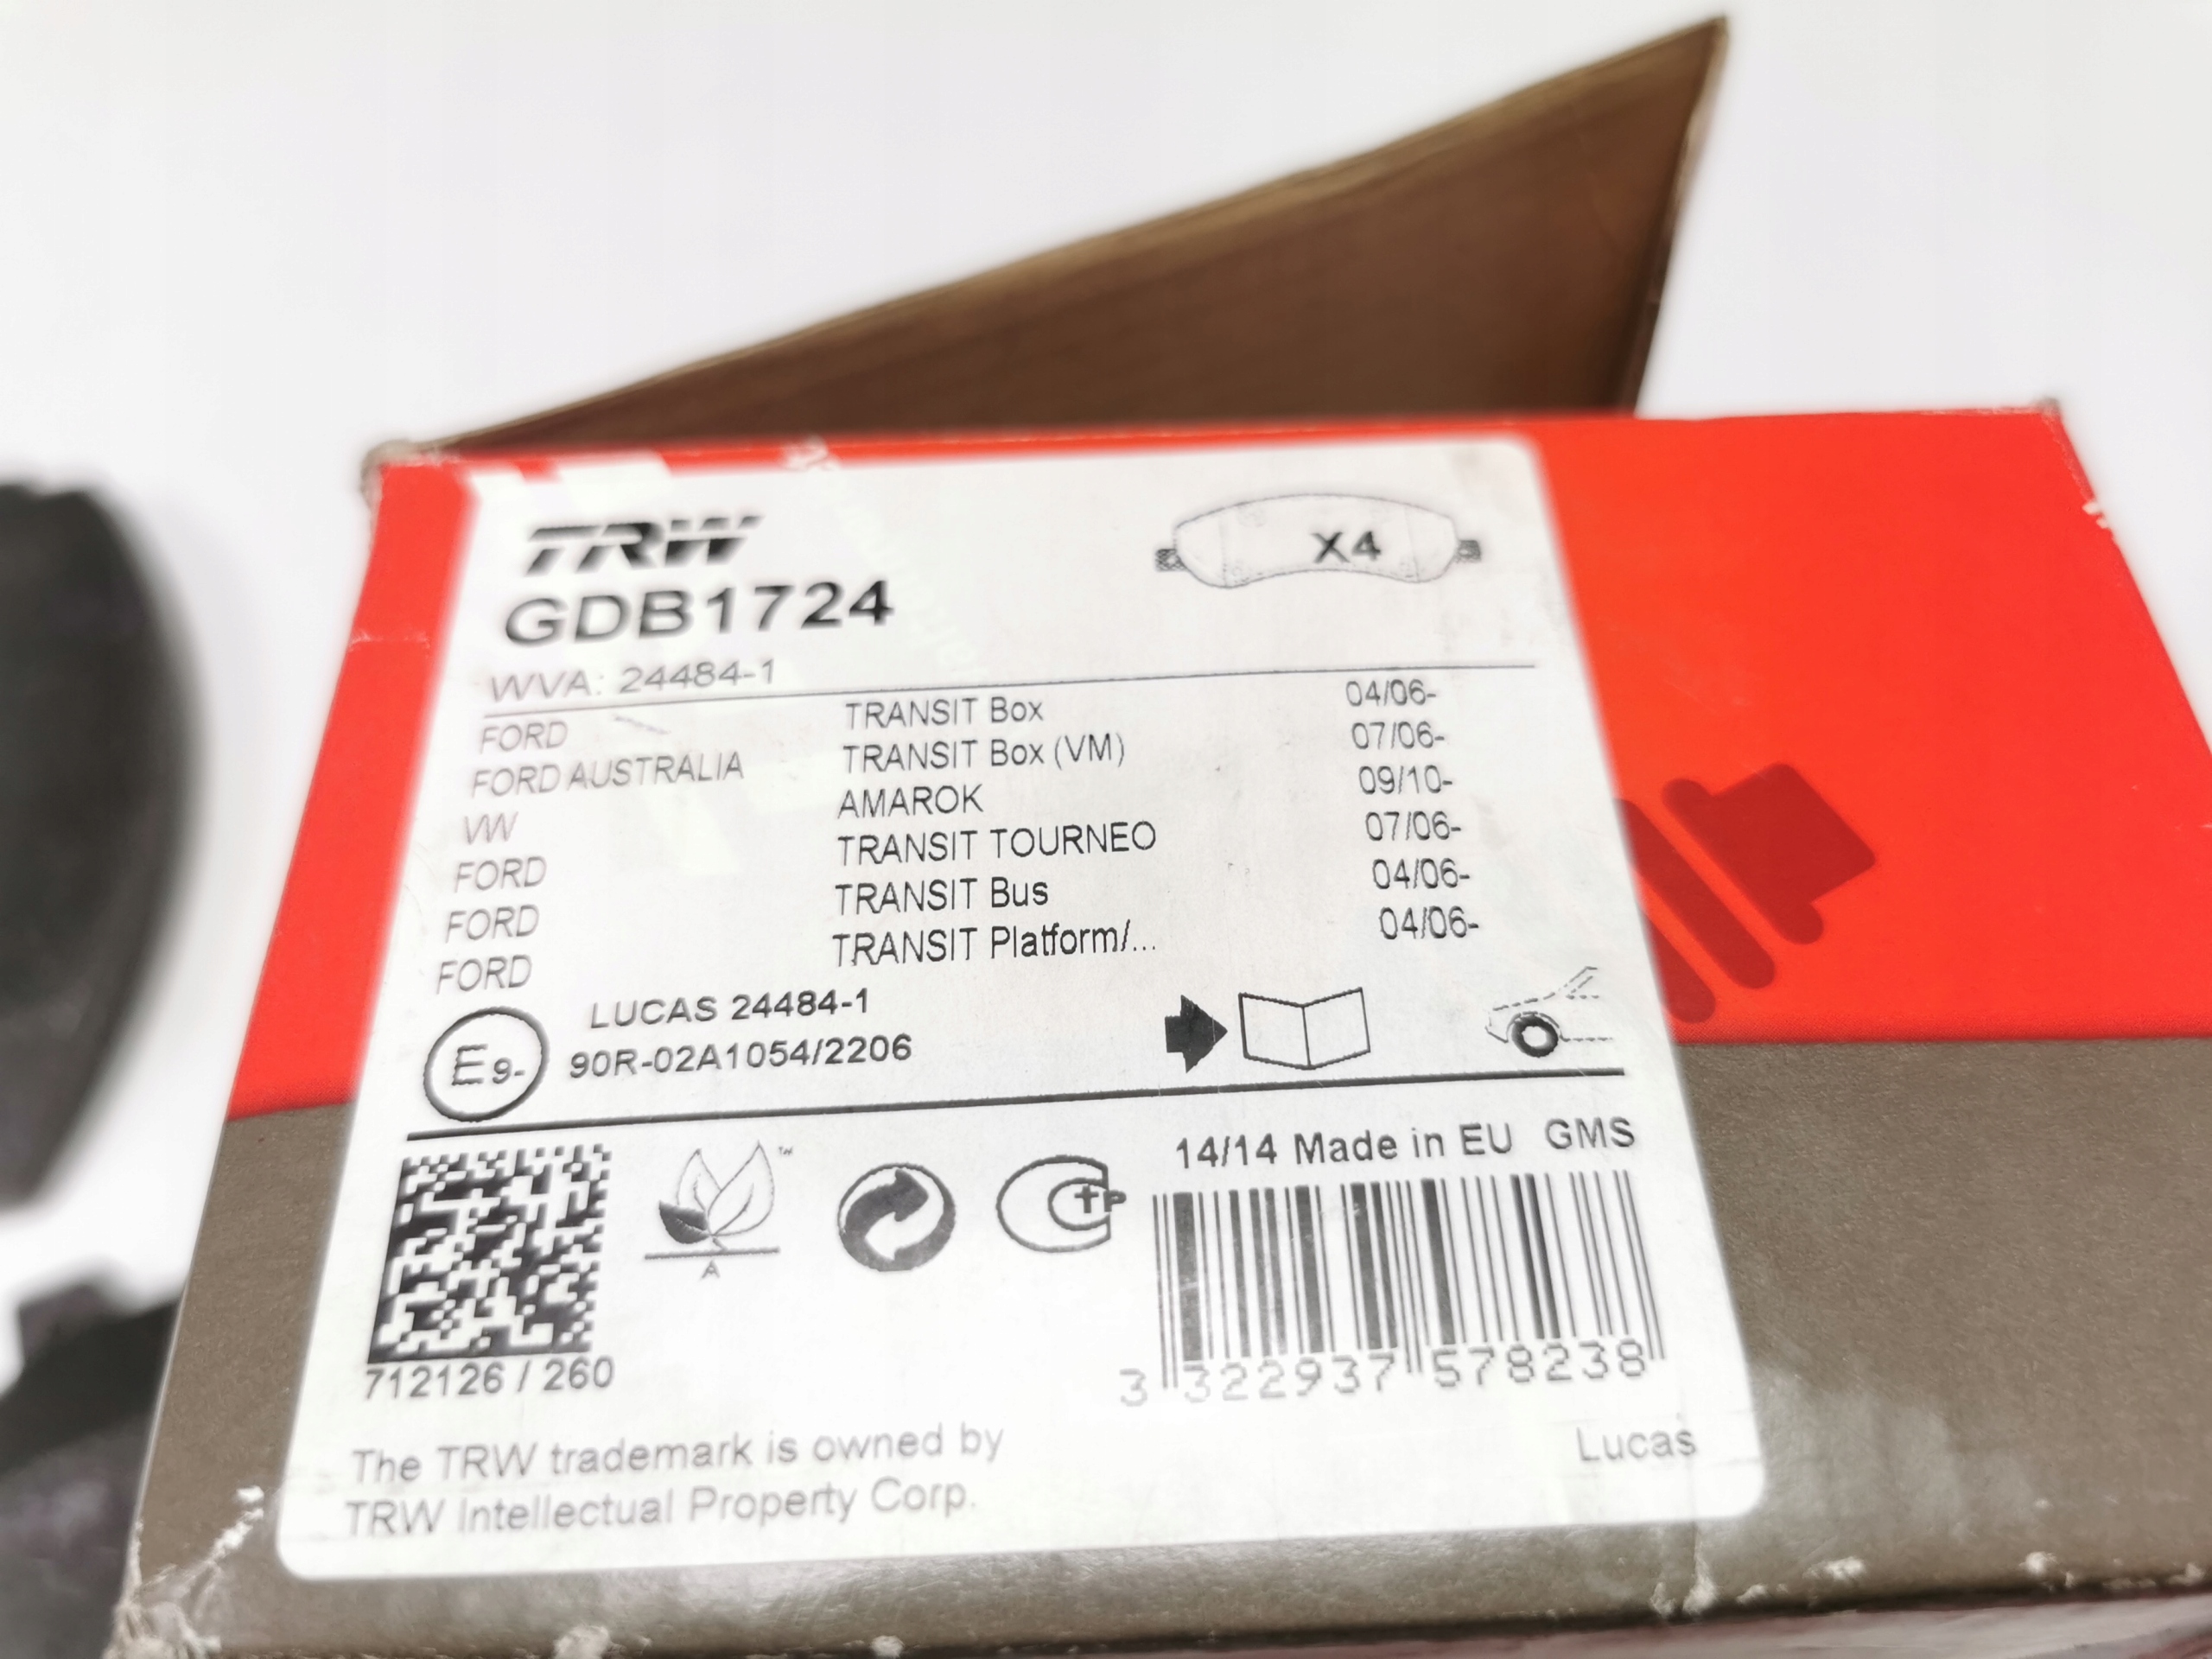 TRW
X4
GDB1724
WVA: 24484-1
FORD TRANSIT Box 04/06-
FORD AUSTRALIA TRANSIT Box (VM) 07/06-
VW AMAROK 09/10-
FORD TRANSIT TOURNEO 07/06-
FORD TRANSIT Bus 04/06-
FORD TRANSIT Platform/... 04/06-
LUCAS 24484-1
E9- 90R-02A1054/2206
14/14 Made in EU GMS
TM
A
712126 / 260
3 322937 578238
The TRW trademark is owned by
TRW Intellectual Property Corp.
Lucas